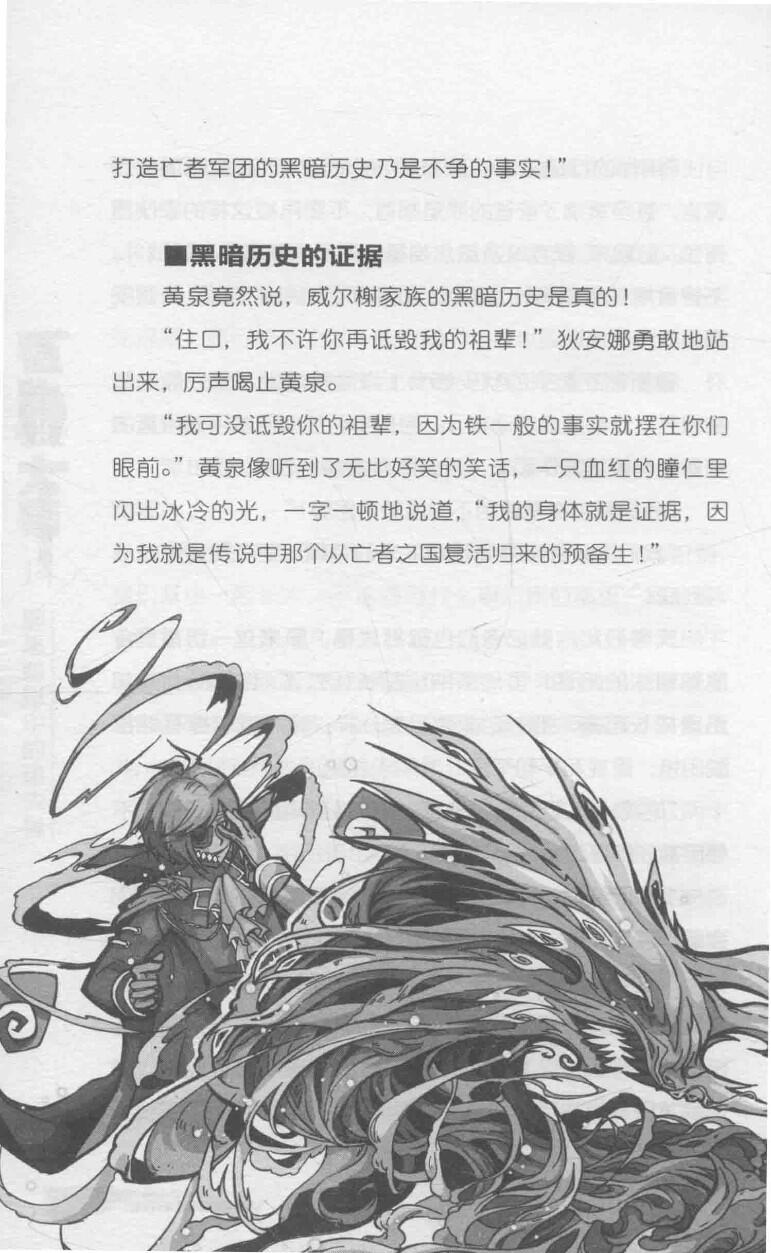 打造亡者军团的黑暗历史乃是不争的事实！”
■黑暗历史的证据
黄泉竟然说，威尔榭家族的黑暗历史是真的！
“住口，我不许你再诋毁我的祖辈！”狄安娜勇敢地站
出来，厉声喝止黄泉。
“我可没诋毁你的祖辈，因为铁一般的事实就摆在你们
眼前。”黄泉像听到了无比好笑的笑话，一只血红的瞳仁里
闪出冰冷的光，一字一顿地说道，“我的身体就是证据，因
为我就是传说中那个从亡者之国复活归来的预备生！”